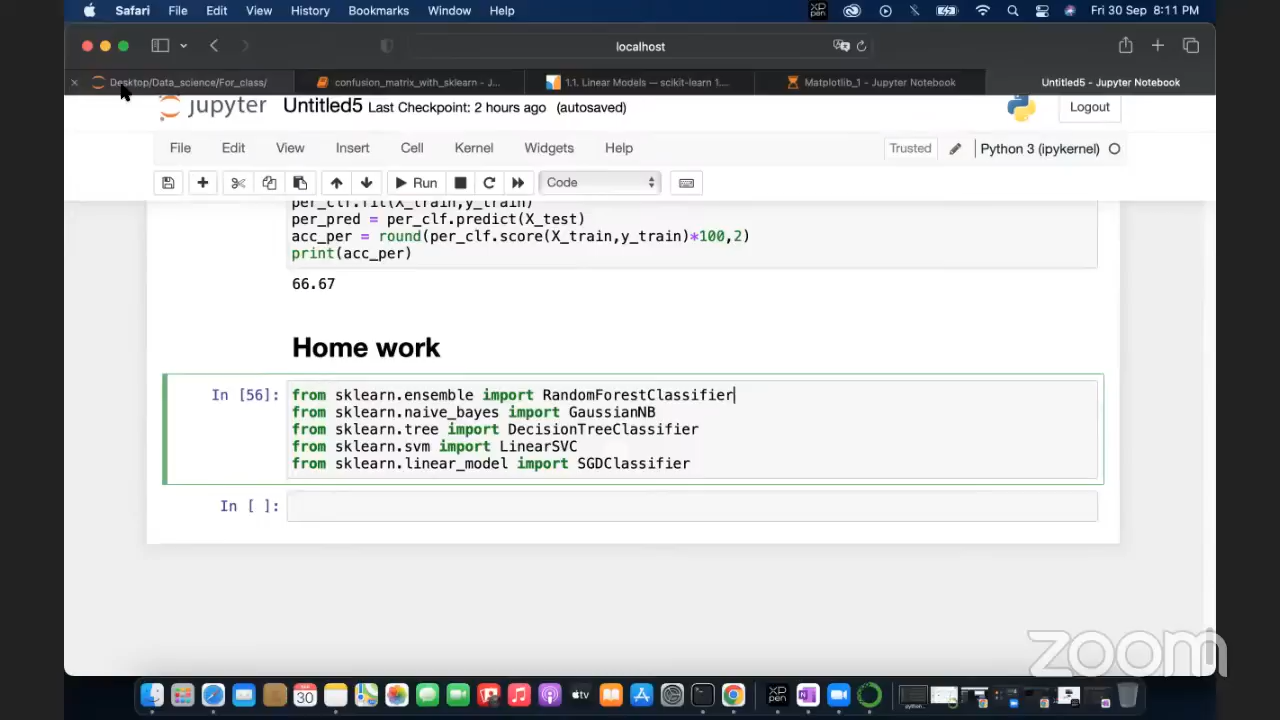 Safari File Edit View History Bookmarks Window Help Fri 30 Sep 8:11 PM
localhost
Desktop/Data_science/For_class/ confusion_matrix_with_sklearn - J... 1.1. Linear Models — scikit-learn 1.... Matplotlib_1 - Jupyter Notebook Untitled5 - Jupyter Notebook
jupyter Untitled5 Last Checkpoint: 2 hours ago (autosaved) Logout
File Edit View Insert Cell Kernel Widgets Help Trusted Python 3 (ipykernel)
Run Code
per_clf.fit(X_train,y_train)
per_pred = per_clf.predict(X_test)
acc_per = round(per_clf.score(X_train,y_train)*100,2)
print(acc_per)
66.67
Home work
In [56]: from sklearn.ensemble import RandomForestClassifier
from sklearn.naive_bayes import GaussianNB
from sklearn.tree import DecisionTreeClassifier
from sklearn.svm import LinearSVC
from sklearn.linear_model import SGDClassifier
In [ ]:
zoom